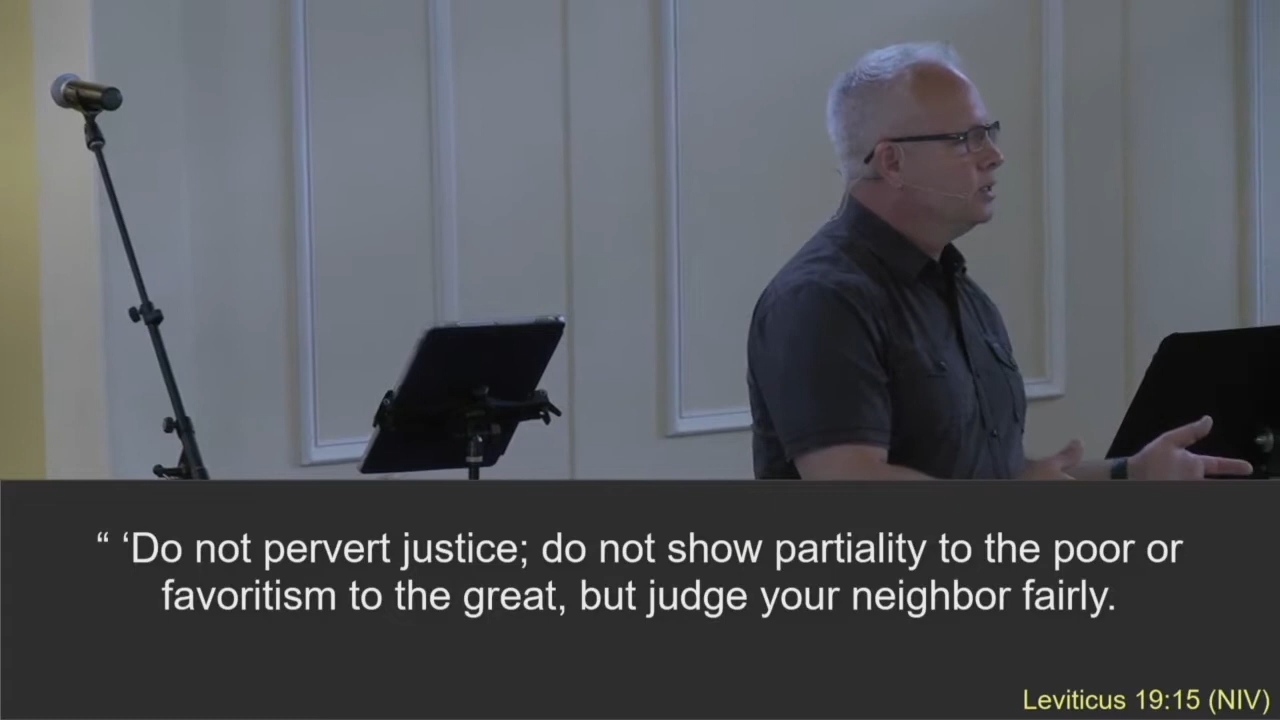 “ ‘Do not pervert justice; do not show partiality to the poor or
favoritism to the great, but judge your neighbor fairly.
Leviticus 19:15 (NIV)